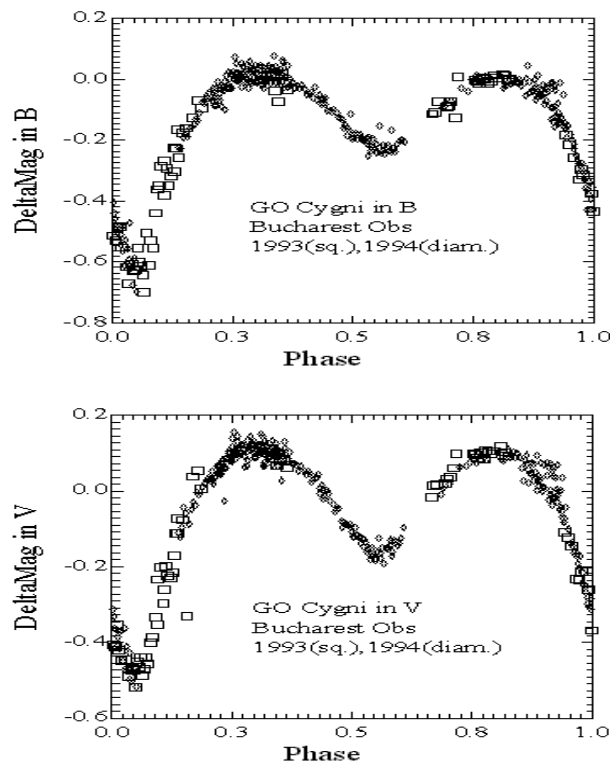 0.2
0.0
-0.2
-0.4
-0.6
-0.8
DeltaMag in B
GO Cygni in B
Bucharest Obs
1993(sq.),1994(diam.)
0.0 0.3 0.5 0.8 1.0
Phase
0.2
0.0
-0.2
-0.4
-0.6
DeltaMag in V
GO Cygni in V
Bucharest Obs
1993(sq.),1994(diam.)
0.0 0.3 0.5 0.8 1.0
Phase